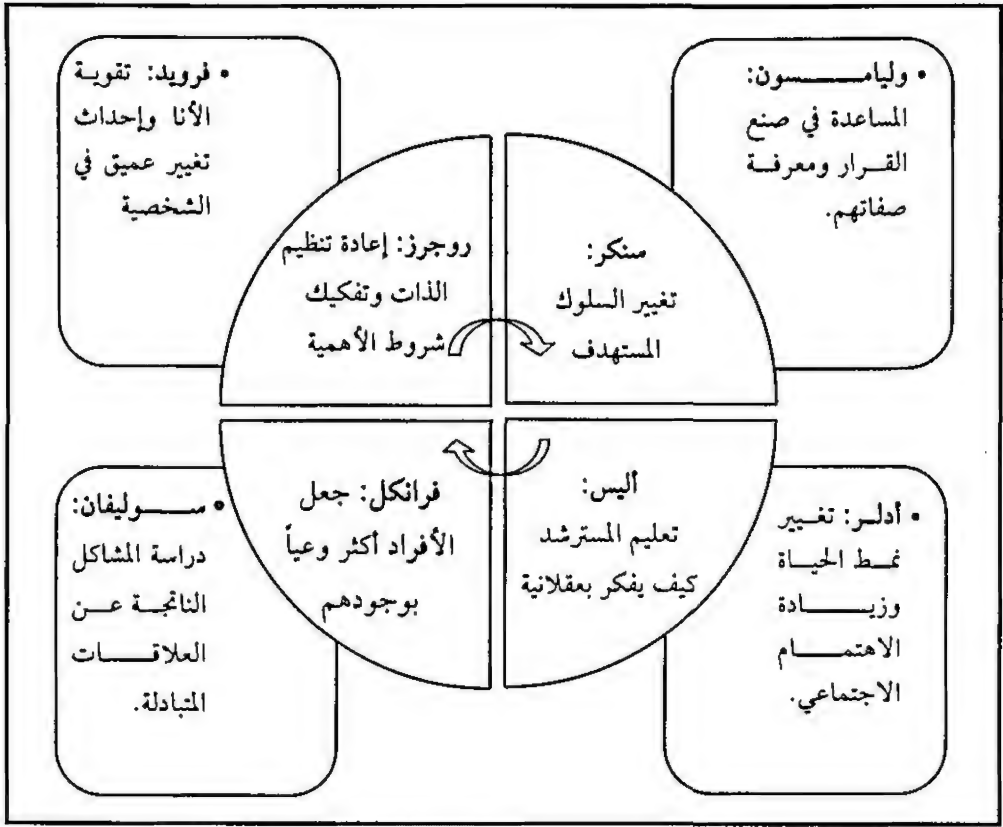 • وليامسون:
المساعدة في صنع
القرار ومعرفة
صفاتهم.
• فرويد: تقوية
الأنا وإحداث
تغيير عميق في
الشخصية
سنكر:
تغيير السلوك
المستهدف
روجرز: إعادة تنظيم
الذات وتفكيك
شروط الأهمية
أليس:
تعليم المسترشد
كيف يفكر بعقلانية
فرانكل: جعل
الأفراد أكثر وعياً
بوجودهم
• أدلر: تغيير
نمط الحياة
وزيادة
الاهتمام
الاجتماعي.
• سوليفان:
دراسة المشاكل
الناتجة عن
العلاقات
المتبادلة.